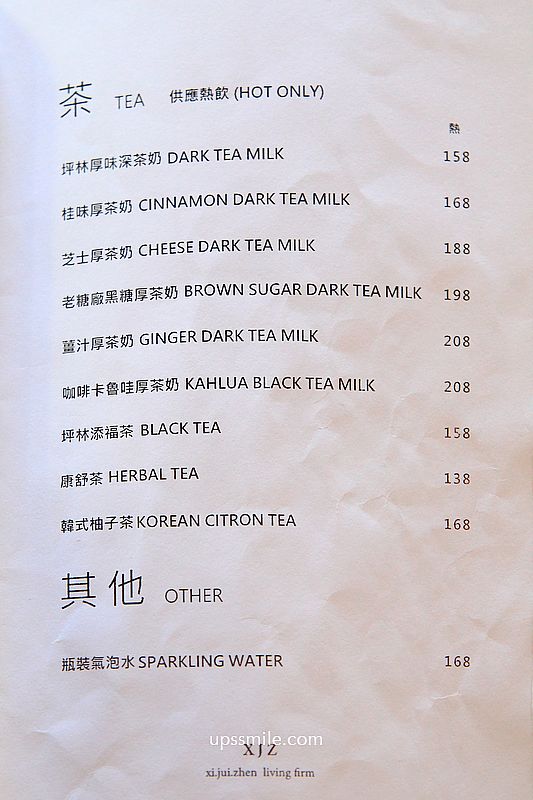 茶 TEA 供應熱飲 (HOT ONLY)
熱
坪林厚味深茶奶 DARK TEA MILK 158
桂味厚茶奶 CINNAMON DARK TEA MILK 168
芝士厚茶奶 CHEESE DARK TEA MILK 188
老糖廠黑糖厚茶奶 BROWN SUGAR DARK TEA MILK 198
薑汁厚茶奶 GINGER DARK TEA MILK 208
咖啡卡魯哇厚茶奶 KAHLUA BLACK TEA MILK 208
坪林添福茶 BLACK TEA 158
康舒茶 HERBAL TEA 138
韓式柚子茶 KOREAN CITRON TEA 168
其他 OTHER
瓶裝氣泡水 SPARKLING WATER 168
upssmile.com
XJZ
xi.jui.zhen living firm